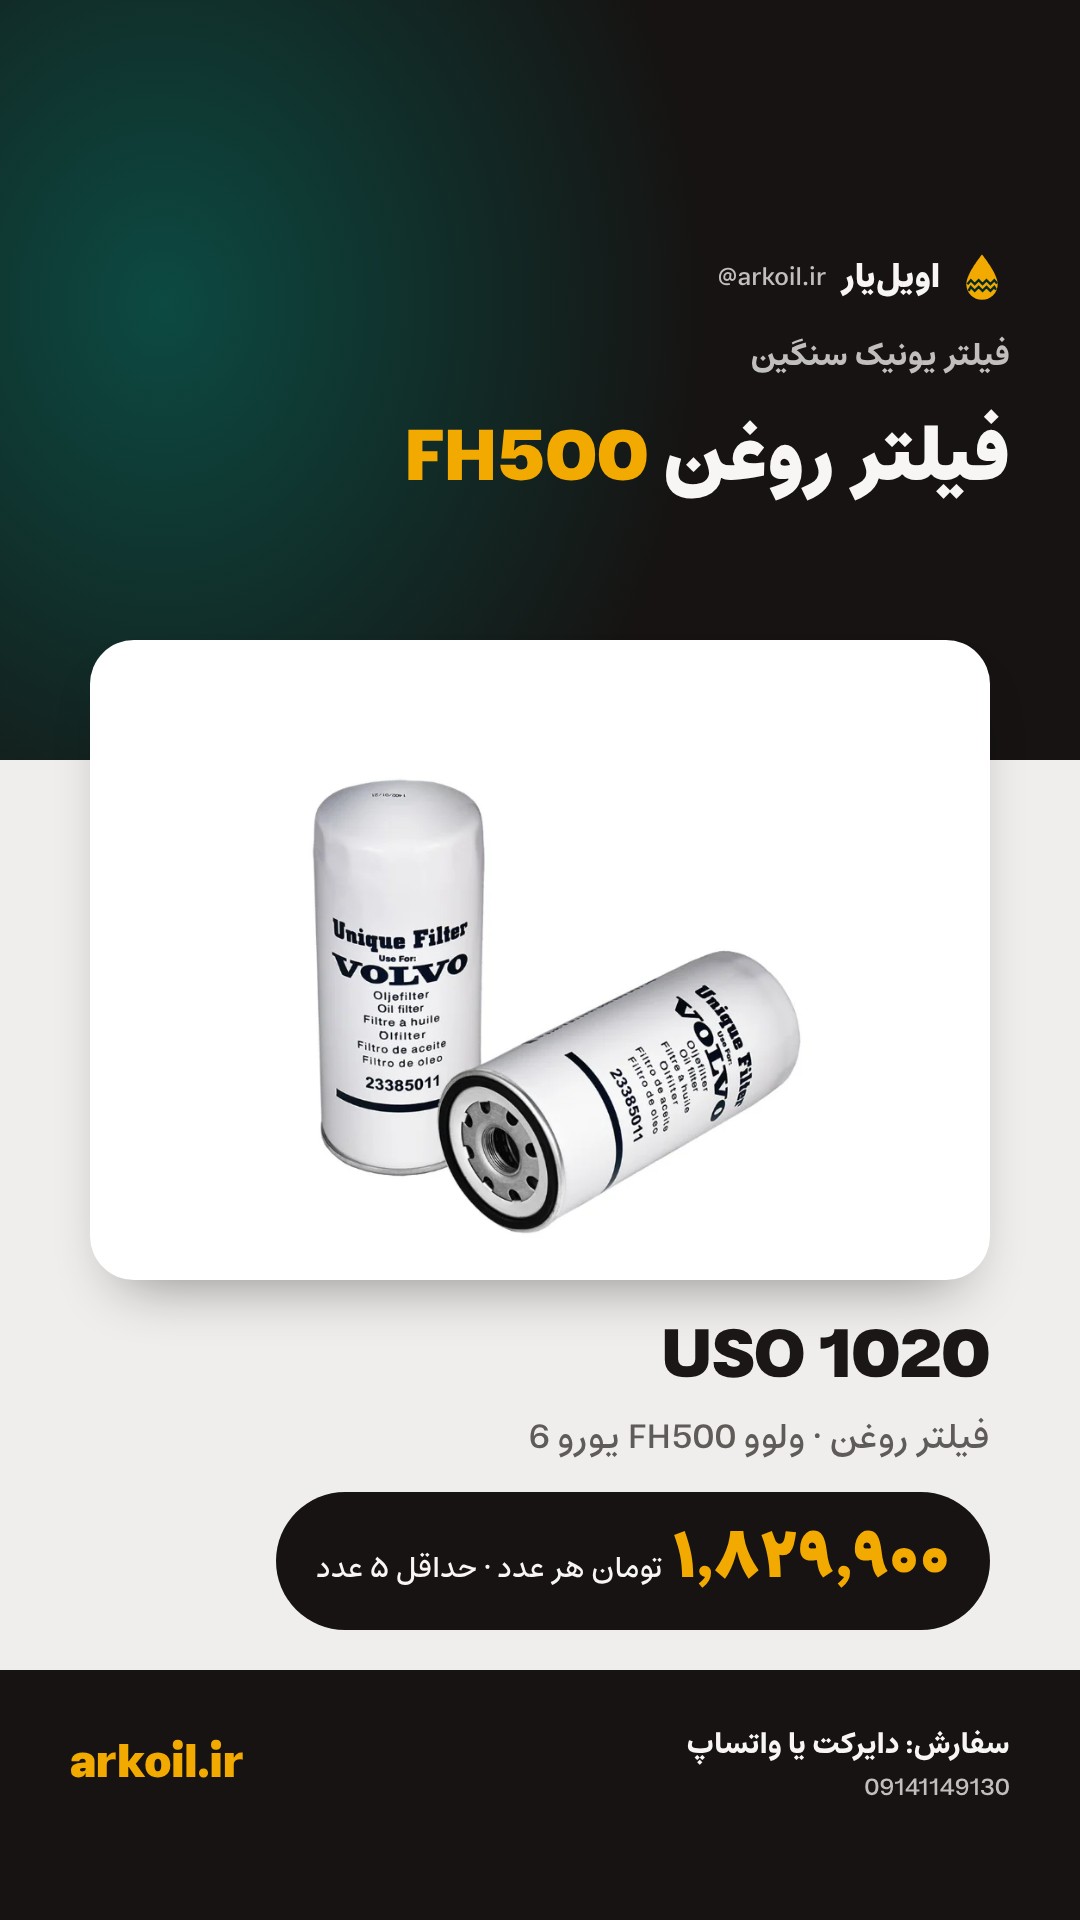 اویل‌یار @arkoil.ir
فیلتر یونیک سنگین
فیلتر روغن FH500
Unique Filter
Use For:
VOLVO
Oljefilter
Oil filter
Filtre à huile
Ölfilter
Filtro de aceite
Filtro de oleo
23385011
Unique Filter
Use For:
VOLVO
Oljefilter
Oil filter
Filtre à huile
Olfilter
Filtro de aceite
Filtro de oleo
23385011
USO 1020
فیلتر روغن · ولوو FH500 یورو 6
۱,۸۲۹,۹۰۰ تومان هر عدد · حداقل ۵ عدد
سفارش: دایرکت یا واتساپ
09141149130
arkoil.ir